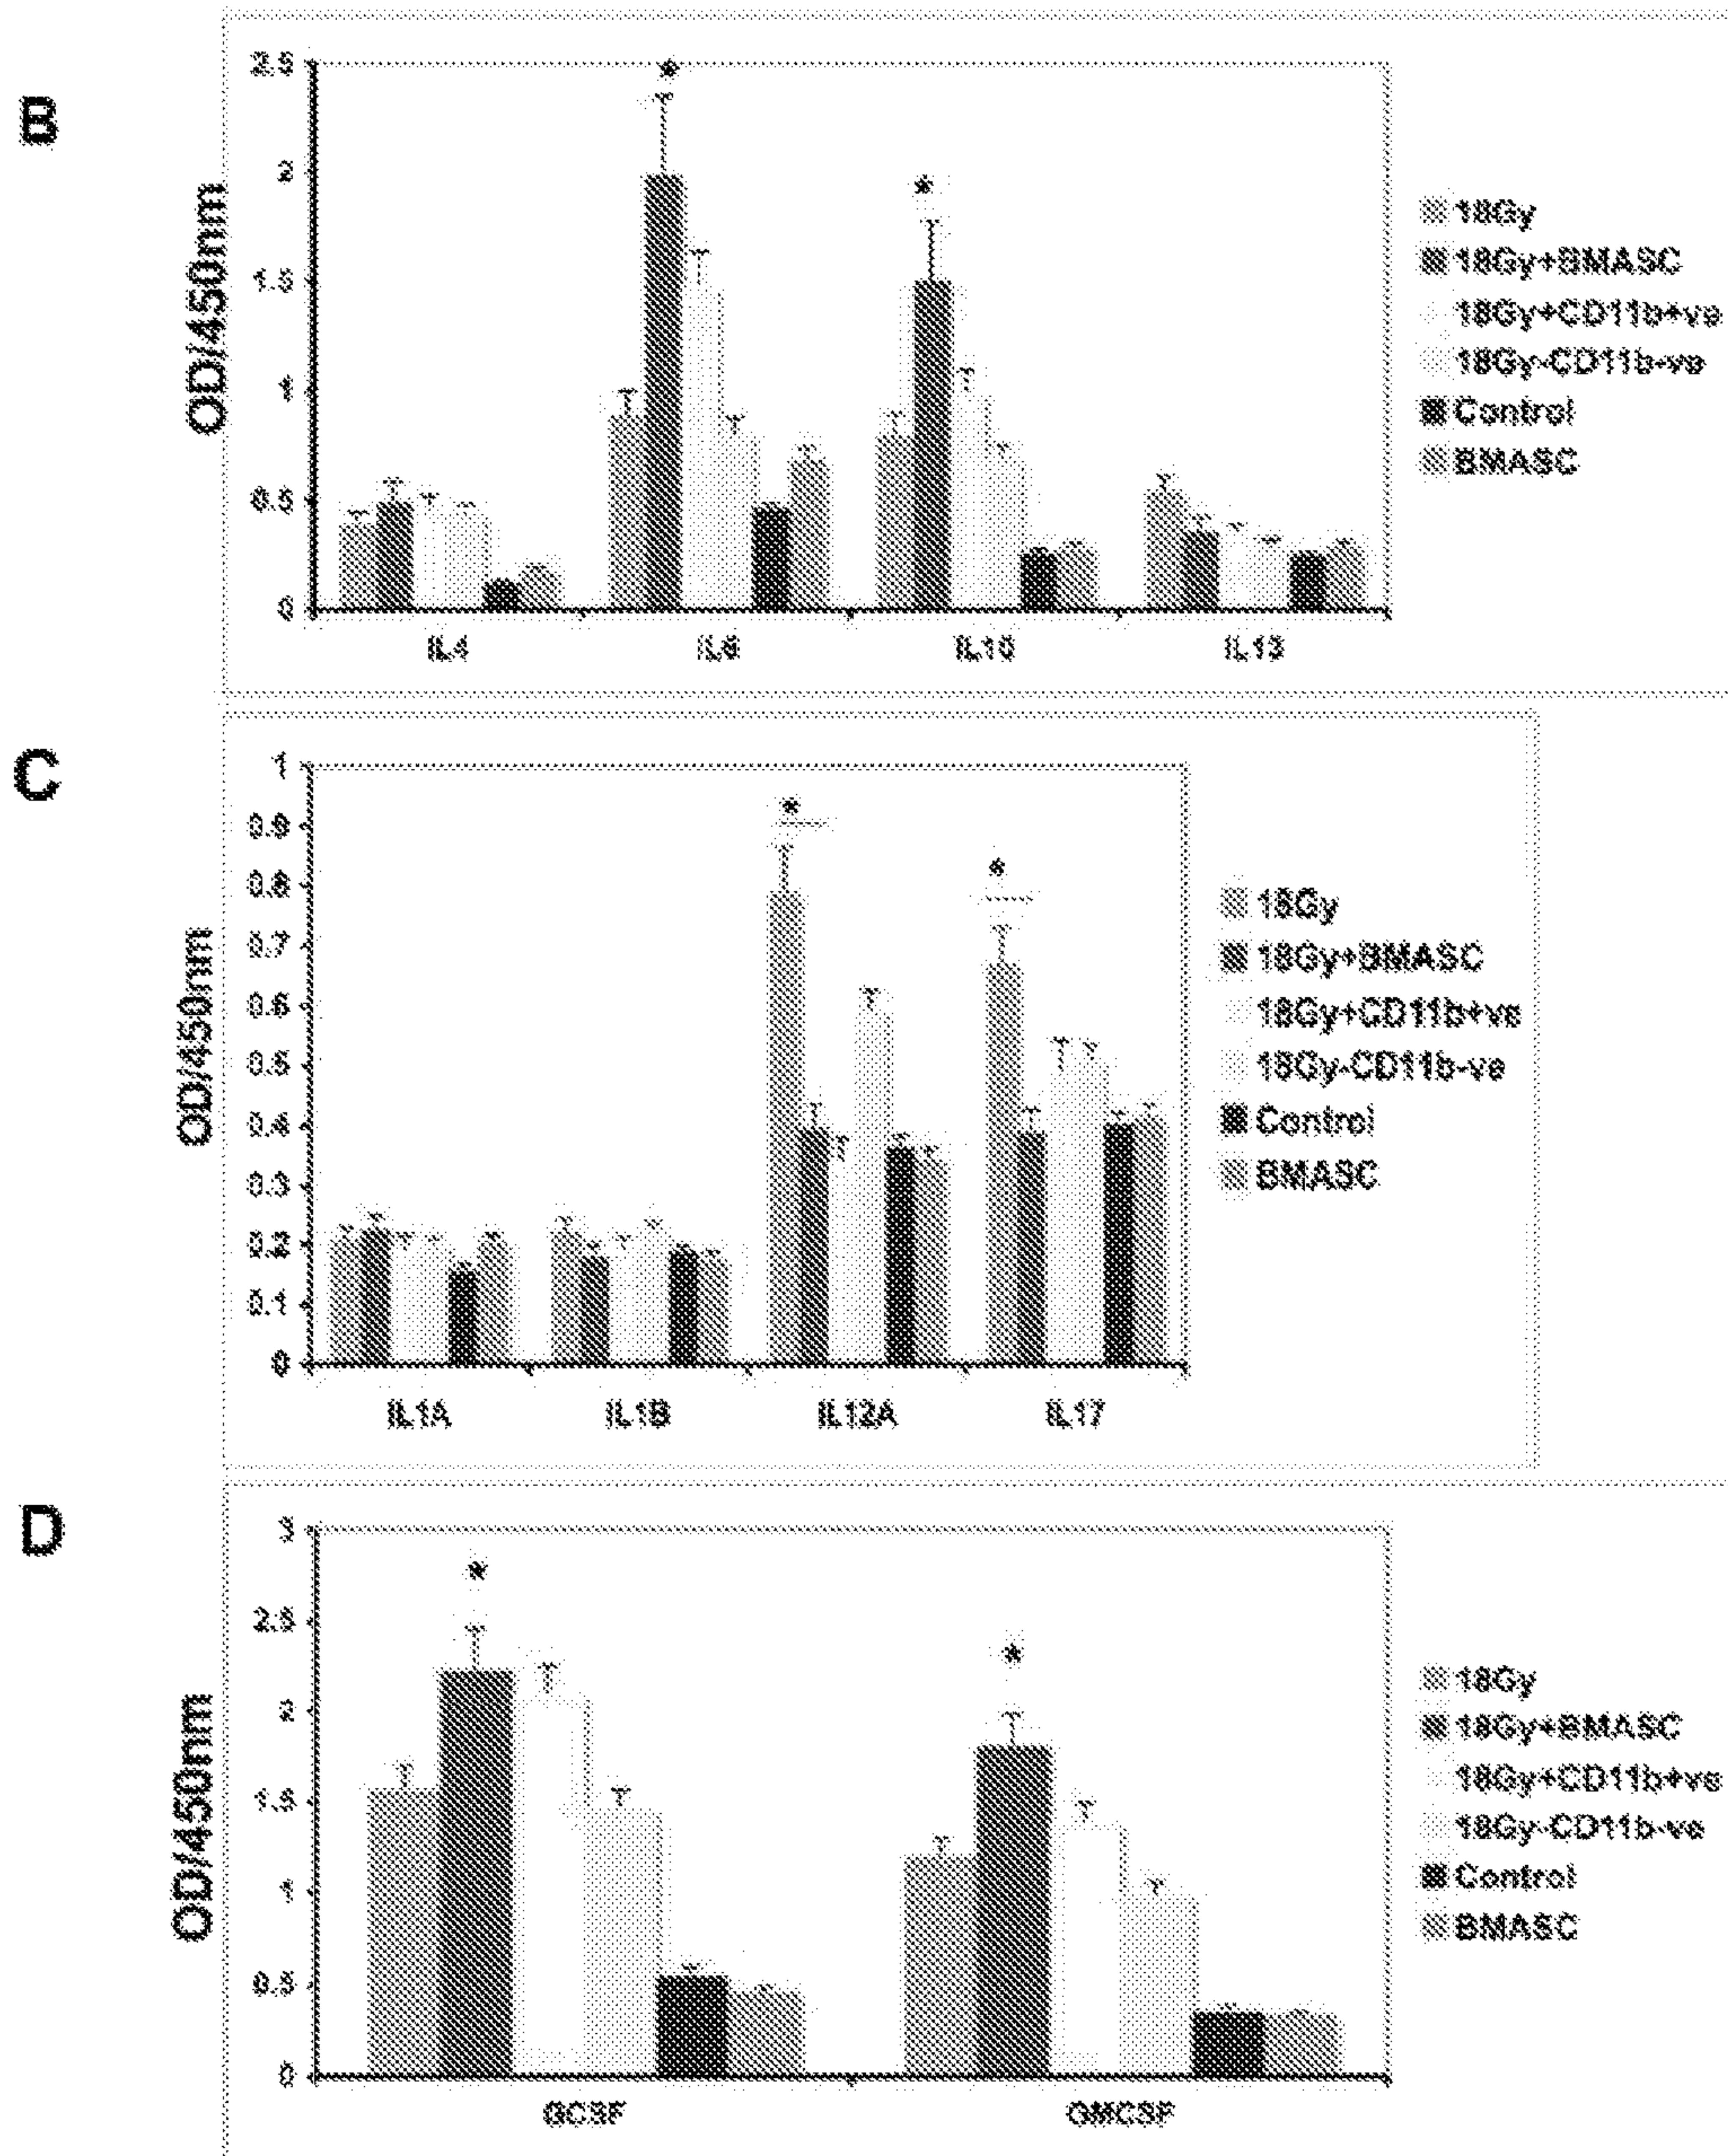 B
OD/450nm
2.5
*
2
*
1.5
1
0.5
0
IL4
IL6
IL10
IL13
18Gy
18Gy+BMASC
18Gy+CD11b+ve
18Gy-CD11b-ve
Control
BMASC
C
OD/450nm
1
0.9
0.8
0.7
0.6
0.5
0.4
0.3
0.2
0.1
0
*
*
IL1A
IL1B
IL12A
IL17
18Gy
18Gy+BMASC
18Gy+CD11b+ve
18Gy-CD11b-ve
Control
BMASC
D
OD/450nm
3
2.5
2
1.5
1
0.5
0
*
*
GCSF
GMCSF
18Gy
18Gy+BMASC
18Gy+CD11b+ve
18Gy-CD11b-ve
Control
BMASC